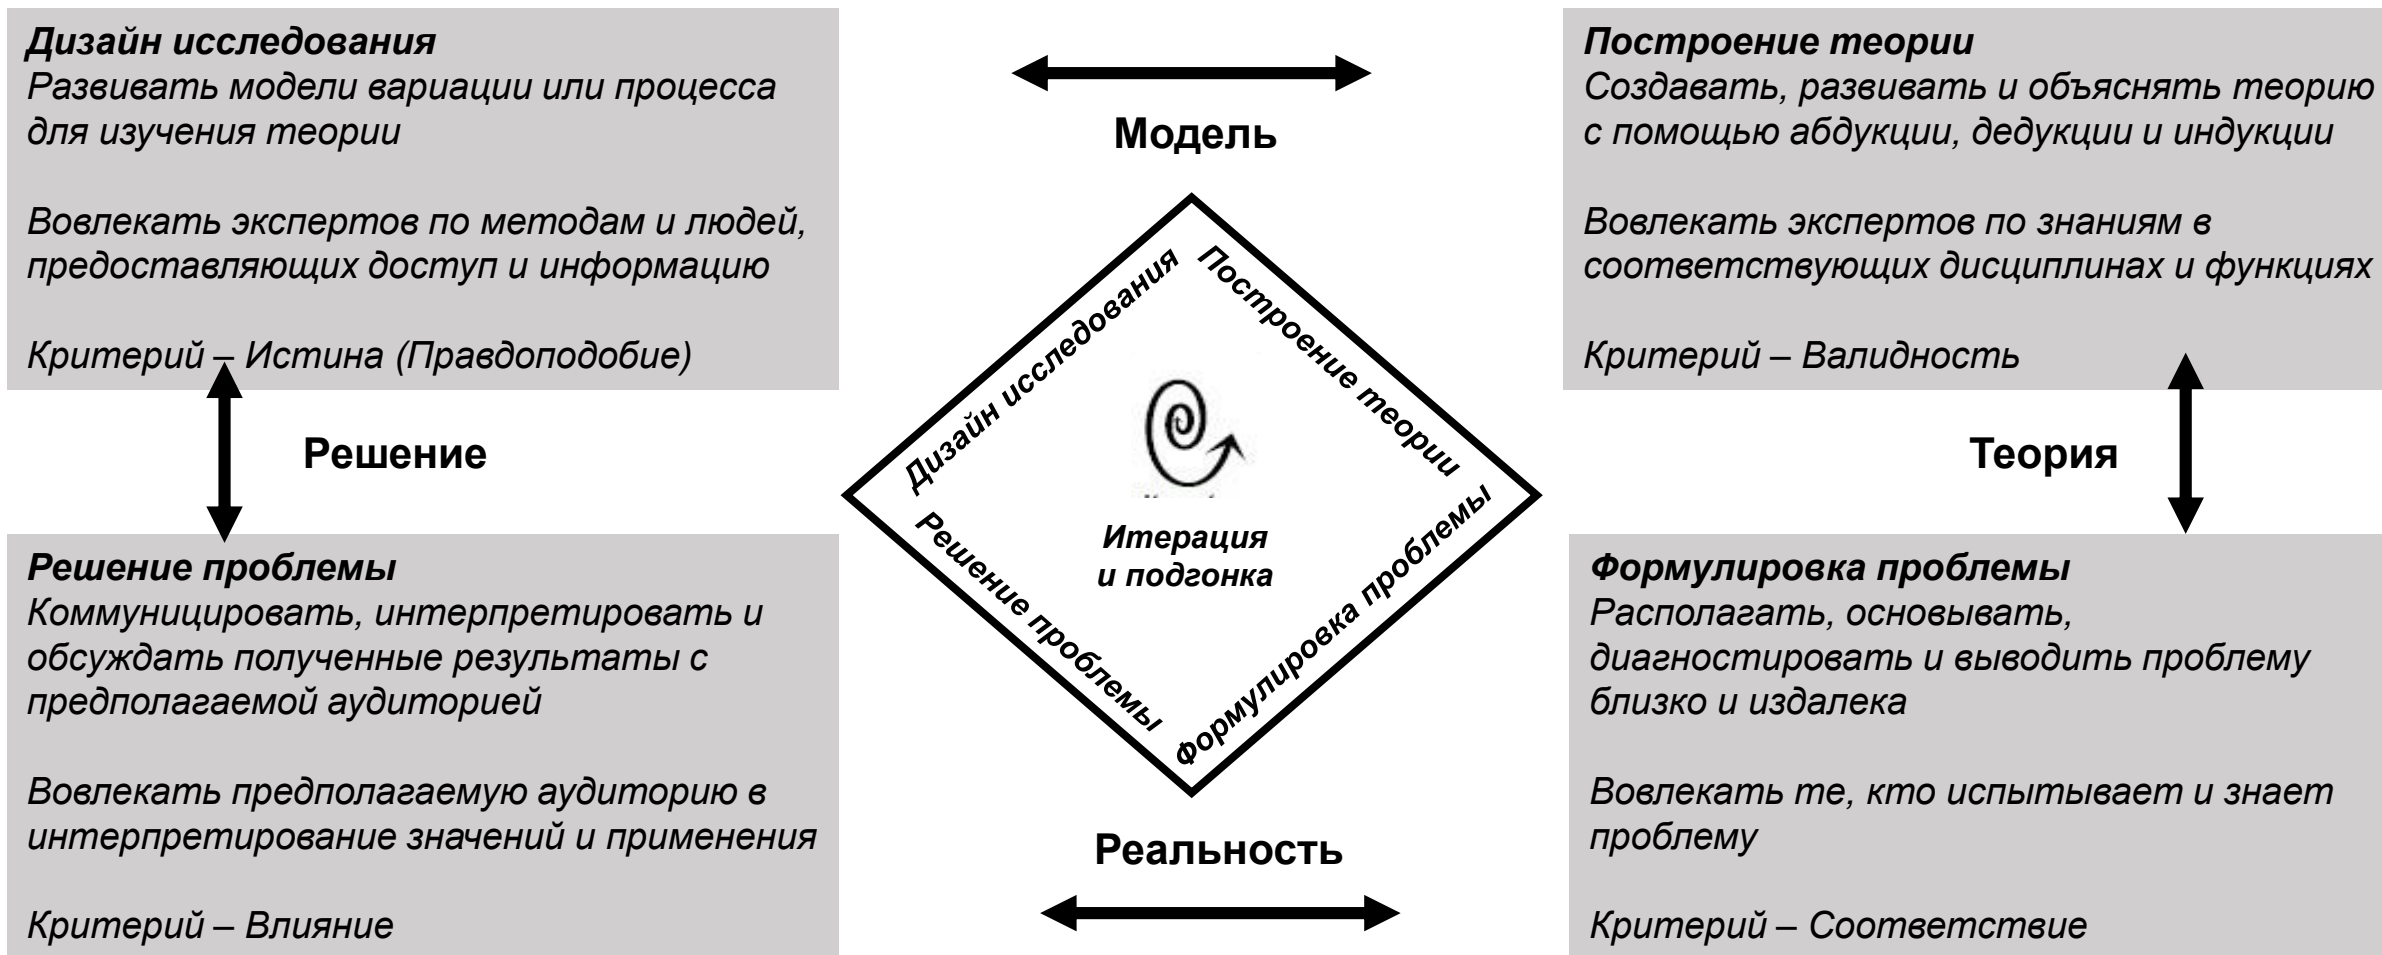 Дизайн исследования
Развивать модели вариации или процесса
для изучения теории
Вовлекать экспертов по методам и людей,
предоставляющих доступ и информацию
Критерий – Истина (Правдоподобие)
Модель
Построение теории
Создавать, развивать и объяснять теорию
с помощью абдукции, дедукции и индукции
Вовлекать экспертов по знаниям в
соответствующих дисциплинах и функциях
Критерий – Валидность
Решение
Дизайн исследования
Построение теории
Решение проблемы
Формулировка проблемы
Итерация
и подгонка
Теория
Решение проблемы
Коммуницировать, интерпретировать и
обсуждать полученные результаты с
предполагаемой аудиторией
Вовлекать предполагаемую аудиторию в
интерпретирование значений и применения
Критерий – Влияние
Реальность
Формулировка проблемы
Располагать, основывать,
диагностировать и выводить проблему
близко и издалека
Вовлекать те, кто испытывает и знает
проблему
Критерий – Соответствие